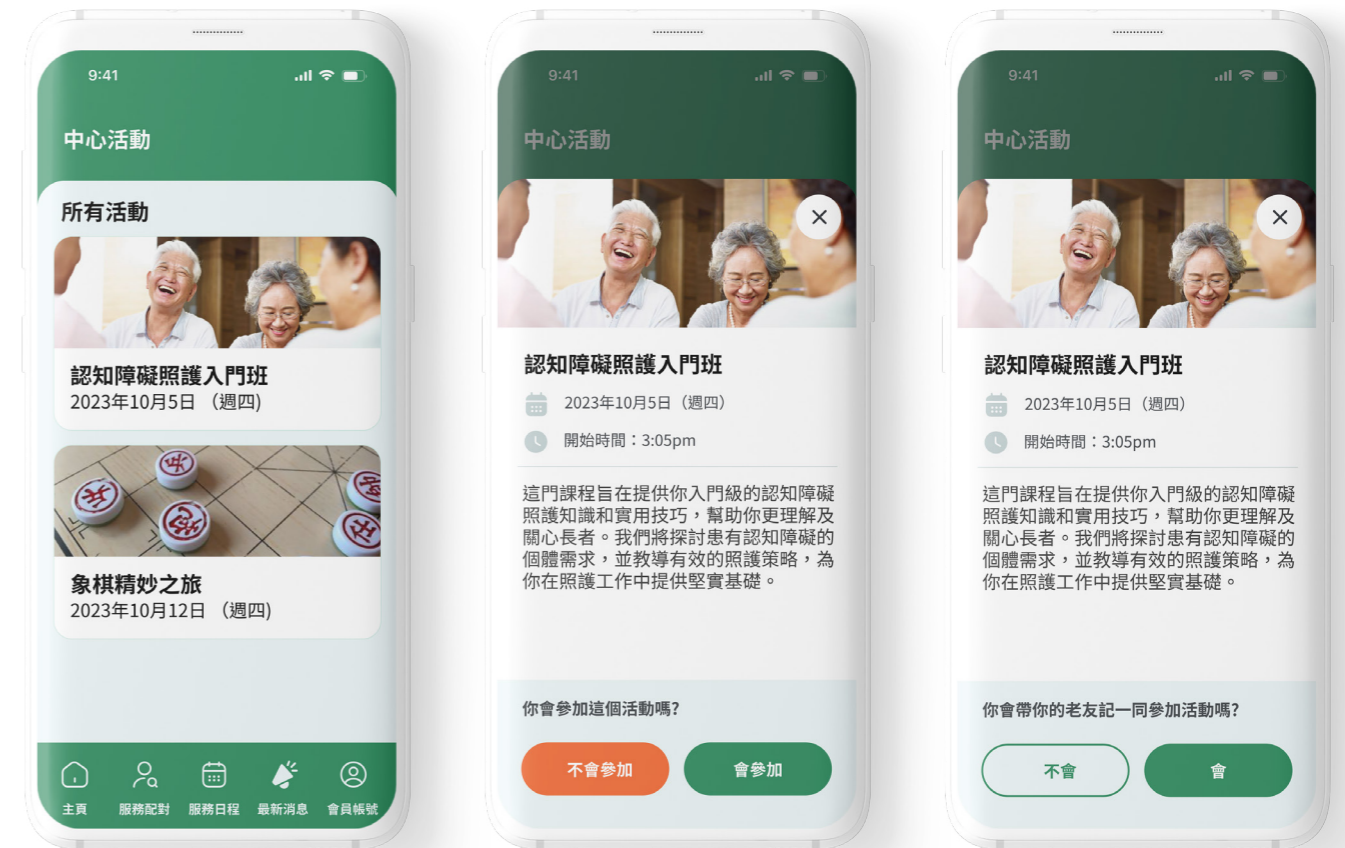 9:41
中心活動
所有活動
認知障礙照護入門班
2023年10月5日 （週四)
象棋精妙之旅
2023年10月12日 （週四)
主頁
服務配對
服務日程
最新消息
會員帳號
9:41
中心活動
認知障礙照護入門班
2023年10月5日（週四）
開始時間：3:05pm
這門課程旨在提供你入門級的認知障礙
照護知識和實用技巧，幫助你更理解及
關心長者。我們將探討患有認知障礙的
個體需求，並教導有效的照護策略，為
你在照護工作中提供堅實基礎。
你會參加這個活動嗎?
不會參加
會參加
9:41
中心活動
認知障礙照護入門班
2023年10月5日（週四）
開始時間：3:05pm
這門課程旨在提供你入門級的認知障礙
照護知識和實用技巧，幫助你更理解及
關心長者。我們將探討患有認知障礙的
個體需求，並教導有效的照護策略，為
你在照護工作中提供堅實基礎。
你會帶你的老友記一同參加活動嗎?
不會
會